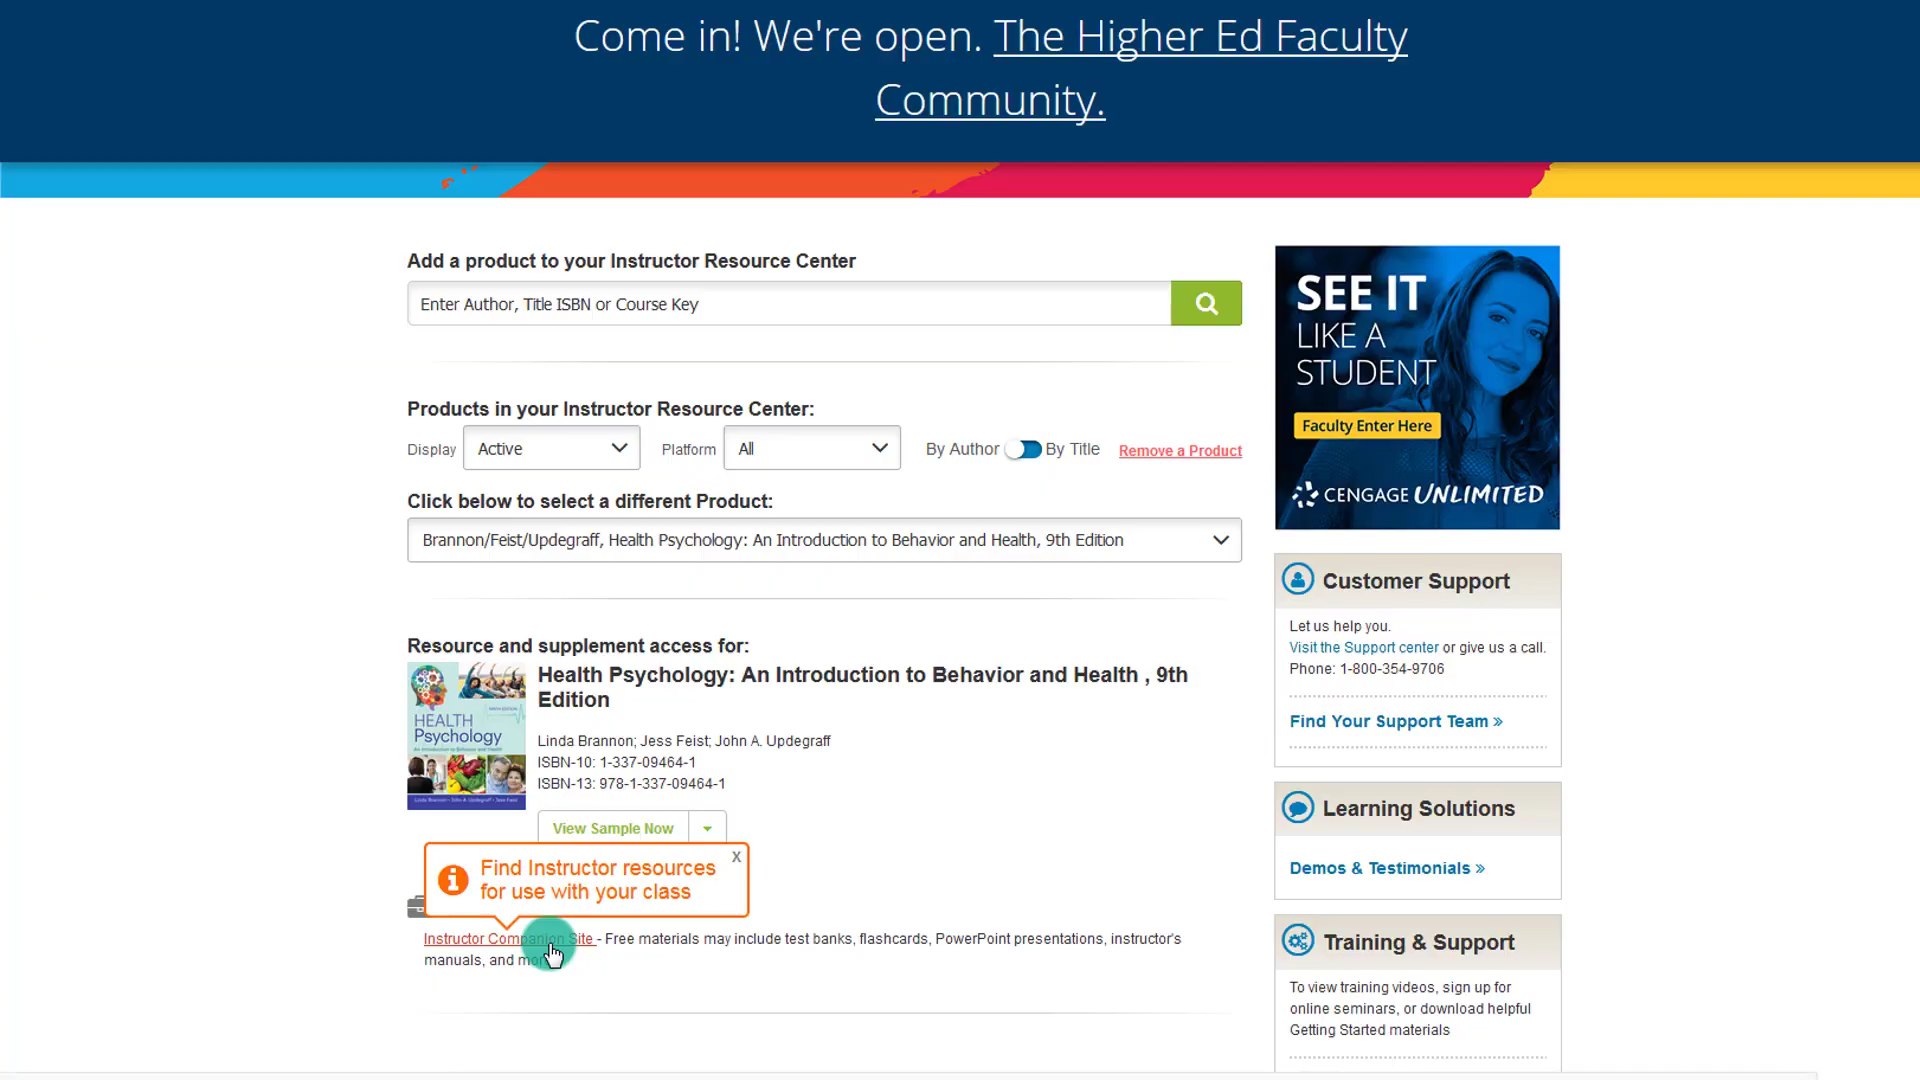 Come in! We're open. The Higher Ed Faculty
Community.
Add a product to your Instructor Resource Center
Enter Author, Title ISBN or Course Key
Products in your Instructor Resource Center:
Display Active Platform All By Author By Title Remove a Product
Click below to select a different Product:
Brannon/Feist/Updegraff, Health Psychology: An Introduction to Behavior and Health, 9th Edition
Resource and supplement access for:
HEALTH
Psychology
Health Psychology: An Introduction to Behavior and Health , 9th
Edition
Linda Brannon; Jess Feist; John A. Updegraff
ISBN-10: 1-337-09464-1
ISBN-13: 978-1-337-09464-1
View Sample Now
Find Instructor resources
for use with your class
X
Instructor Companion Site - Free materials may include test banks, flashcards, PowerPoint presentations, instructor's
manuals, and more
SEE IT
LIKE A
STUDENT
Faculty Enter Here
CENGAGE UNLIMITED
Customer Support
Let us help you.
Visit the Support center or give us a call.
Phone: 1-800-354-9706
Find Your Support Team »
Learning Solutions
Demos & Testimonials »
Training & Support
To view training videos, sign up for
online seminars, or download helpful
Getting Started materials